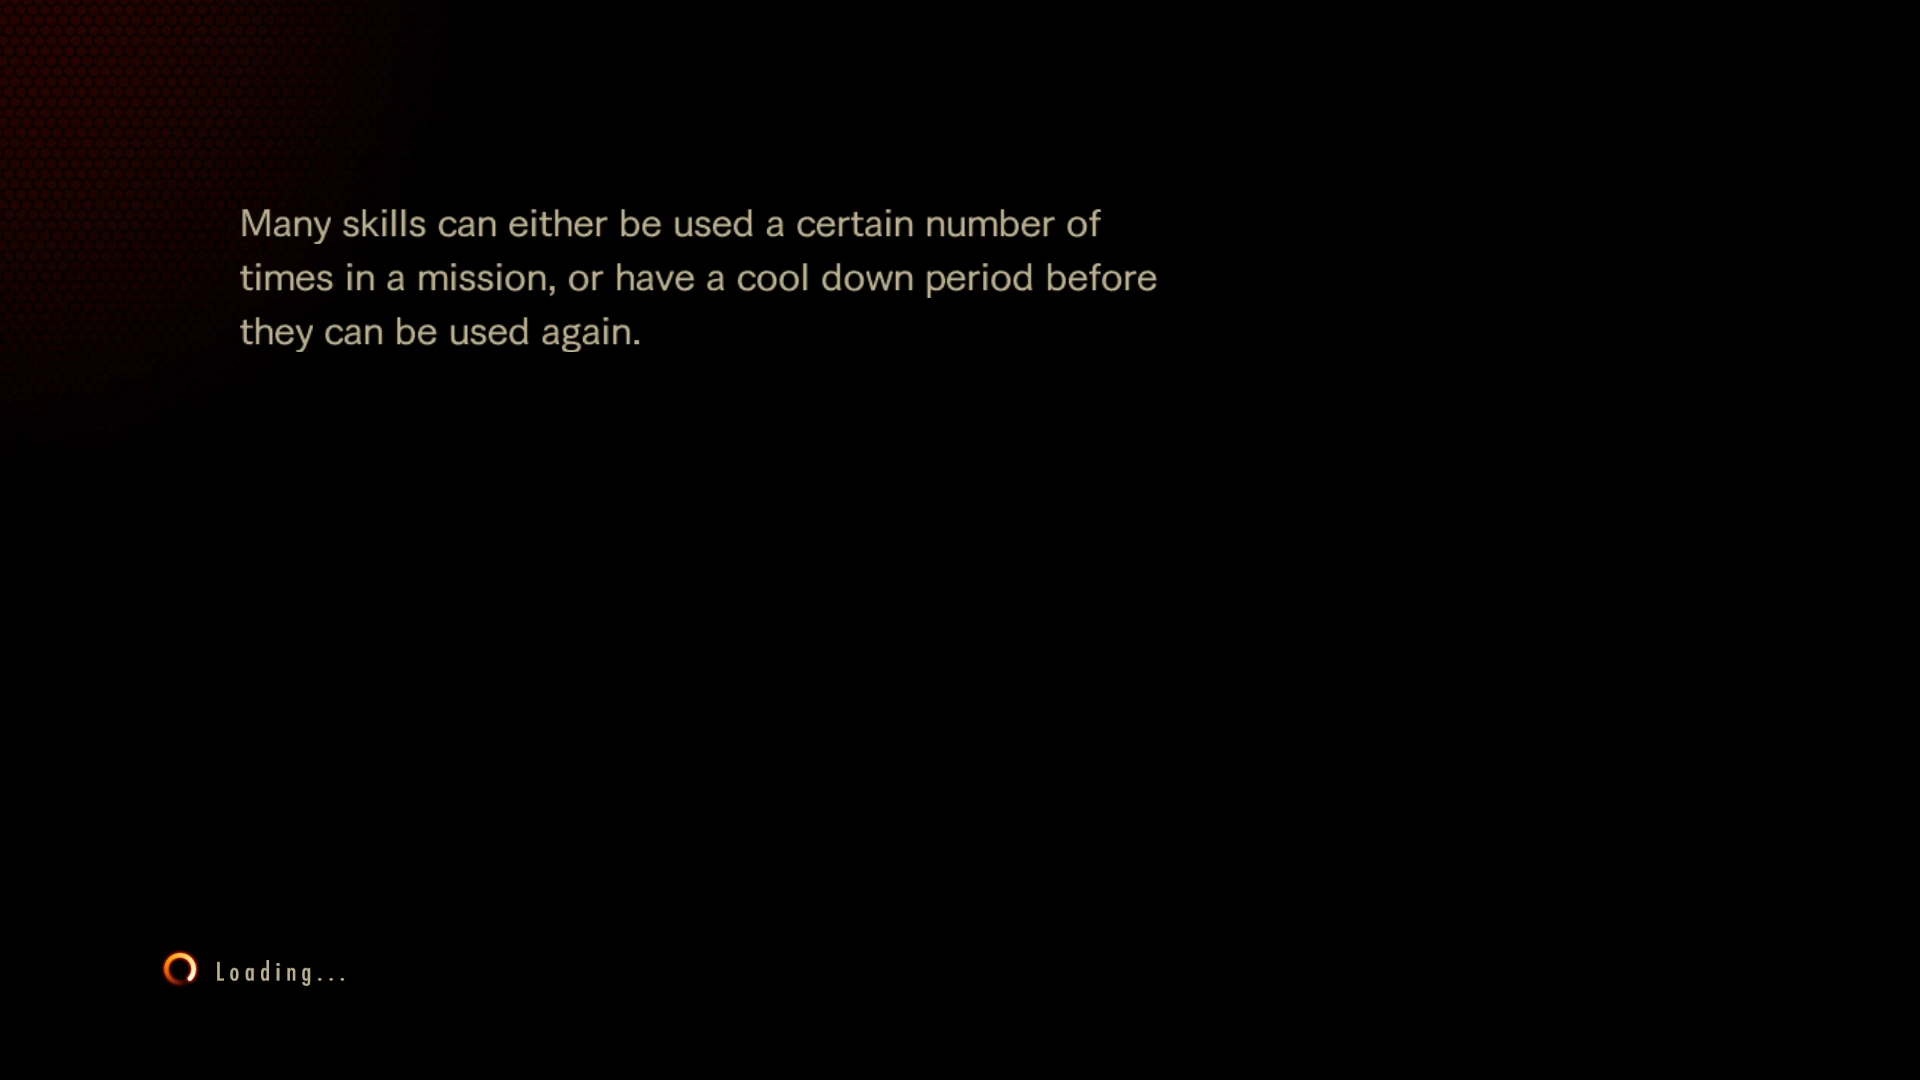 Many skills can either be used a certain number of
times in a mission, or have a cool down period before
they can be used again.
Loading...